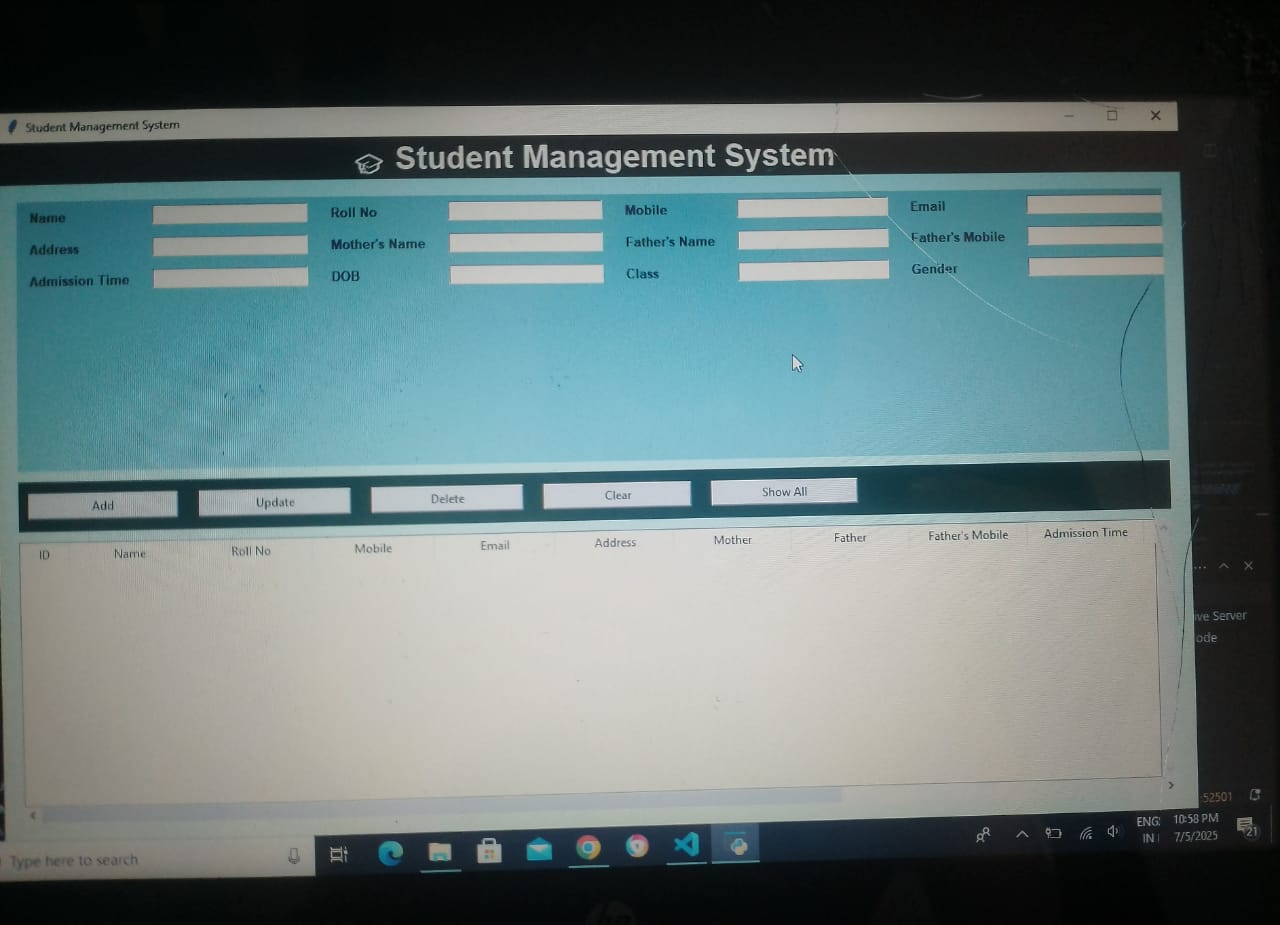 Student Management System
Student Management System
Name Roll No Mobile Email
Address Mother's Name Father's Name Father's Mobile
Admission Time DOB Class Gender
Add Update Delete Clear Show All
ID Name Roll No Mobile Email Address Mother Father Father's Mobile Admission Time
ive Server
ode
52501
Type here to search
ENG 10:58 PM
IN 7/5/2025
21
hp